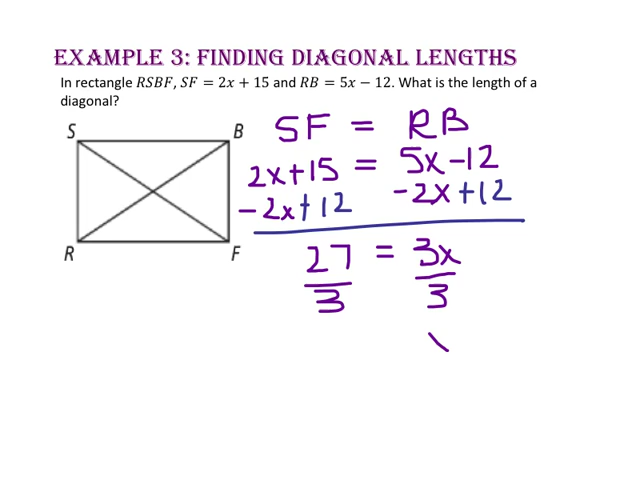 EXAMPLE 3: FINDING DIAGONAL LENGTHS
In rectangle RSBF, SF = 2x + 15 and RB = 5x − 12. What is the length of a
diagonal?
S B
R F
SF = RB
2x+15 = 5x-12
-2x+12 -2x+12
27 = 3x
3 3